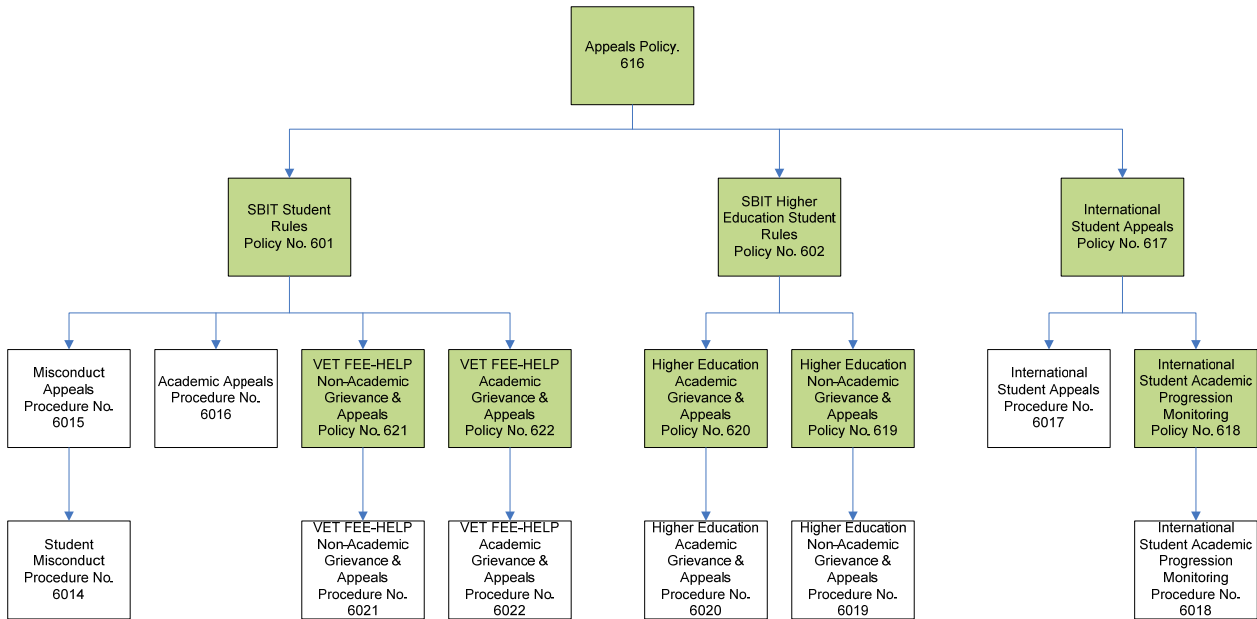 Appeals Policy.
616
SBIT Student
Rules
Policy No. 601
SBIT Higher
Education Student
Rules
Policy No. 602
International
Student Appeals
Policy No. 617
Misconduct
Appeals
Procedure No.
6015
Academic Appeals
Procedure No.
6016
VET FEE-HELP
Non-Academic
Grievance &
Appeals
Policy No. 621
VET FEE-HELP
Academic
Grievance &
Appeals
Policy No. 622
Higher Education
Academic
Grievance &
Appeals
Policy No. 620
Higher Education
Non-Academic
Grievance &
Appeals
Policy No. 619
International
Student Appeals
Procedure No.
6017
International
Student Academic
Progression
Monitoring
Policy No. 618
Student
Misconduct
Procedure No.
6014
VET FEE-HELP
Non-Academic
Grievance &
Appeals
Procedure No.
6021
VET FEE-HELP
Academic
Grievance &
Appeals
Procedure No.
6022
Higher Education
Academic
Grievance &
Appeals
Procedure No.
6020
Higher Education
Non-Academic
Grievance &
Appeals
Procedure No.
6019
International
Student Academic
Progression
Monitoring
Procedure No.
6018